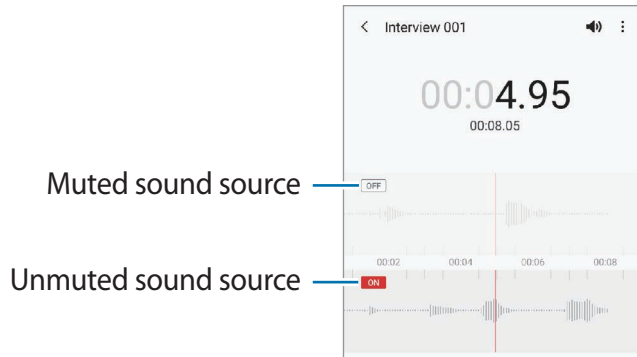 Interview 001
00:04.95
00:08.05
Muted sound source
OFF
00:02 00:04 00:06 00:08
Unmuted sound source
ON